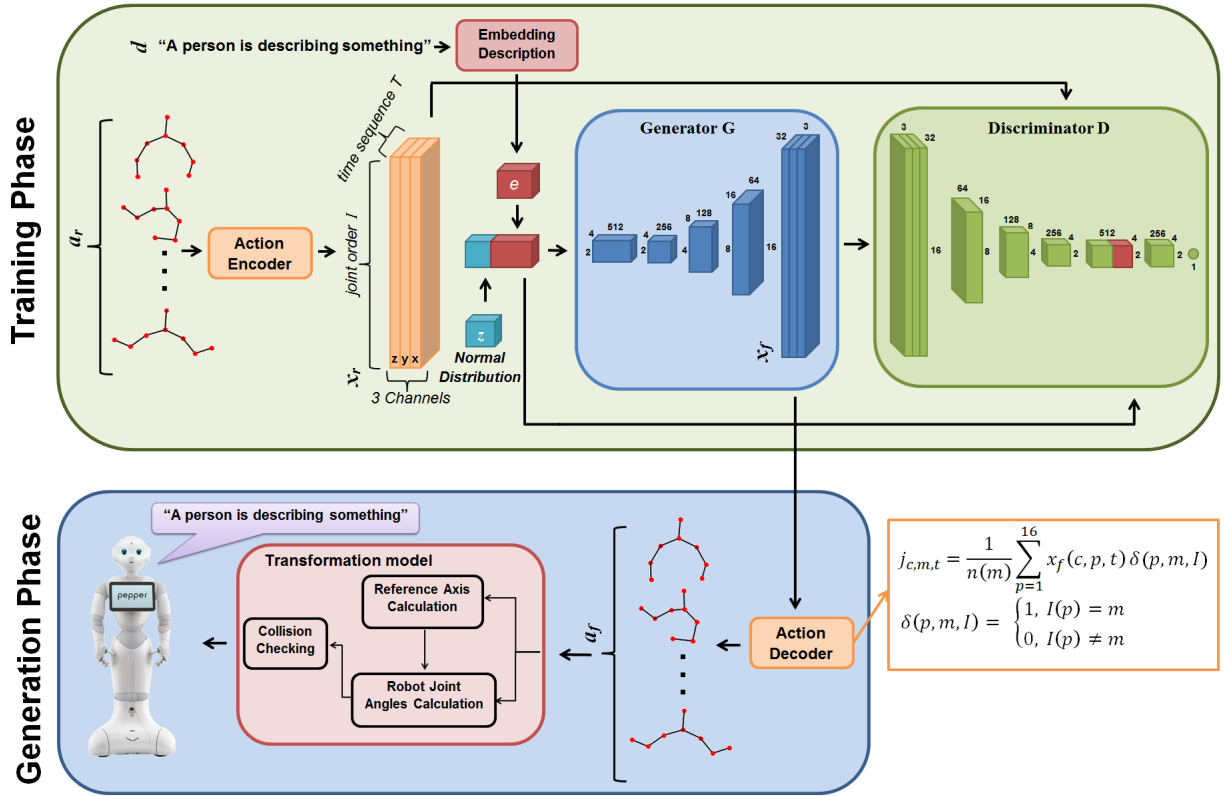 Training Phase
d "A person is describing something"
Embedding
Description
a_r
Action
Encoder
time sequence T
joint order I
z y x
x_r
3 Channels
e
z
Normal
Distribution
Generator G
4 512
2
4 256
2
8 128
4
16 64
8
32 3
16
x_f
Discriminator D
3 32
16
64 16
8
128 8
4
256 4
2
512 4
2
256 4
2
1
Generation Phase
"A person is describing something"
pepper
Transformation model
Reference Axis
Calculation
Collision
Checking
Robot Joint
Angles Calculation
a_f
Action
Decoder
j_{c,m,t} = \frac{1}{n(m)} \sum_{p=1}^{16} x_f(c, p, t) δ(p, m, I)
δ(p, m, I) = { 1, I(p) = m
0, I(p) ≠ m